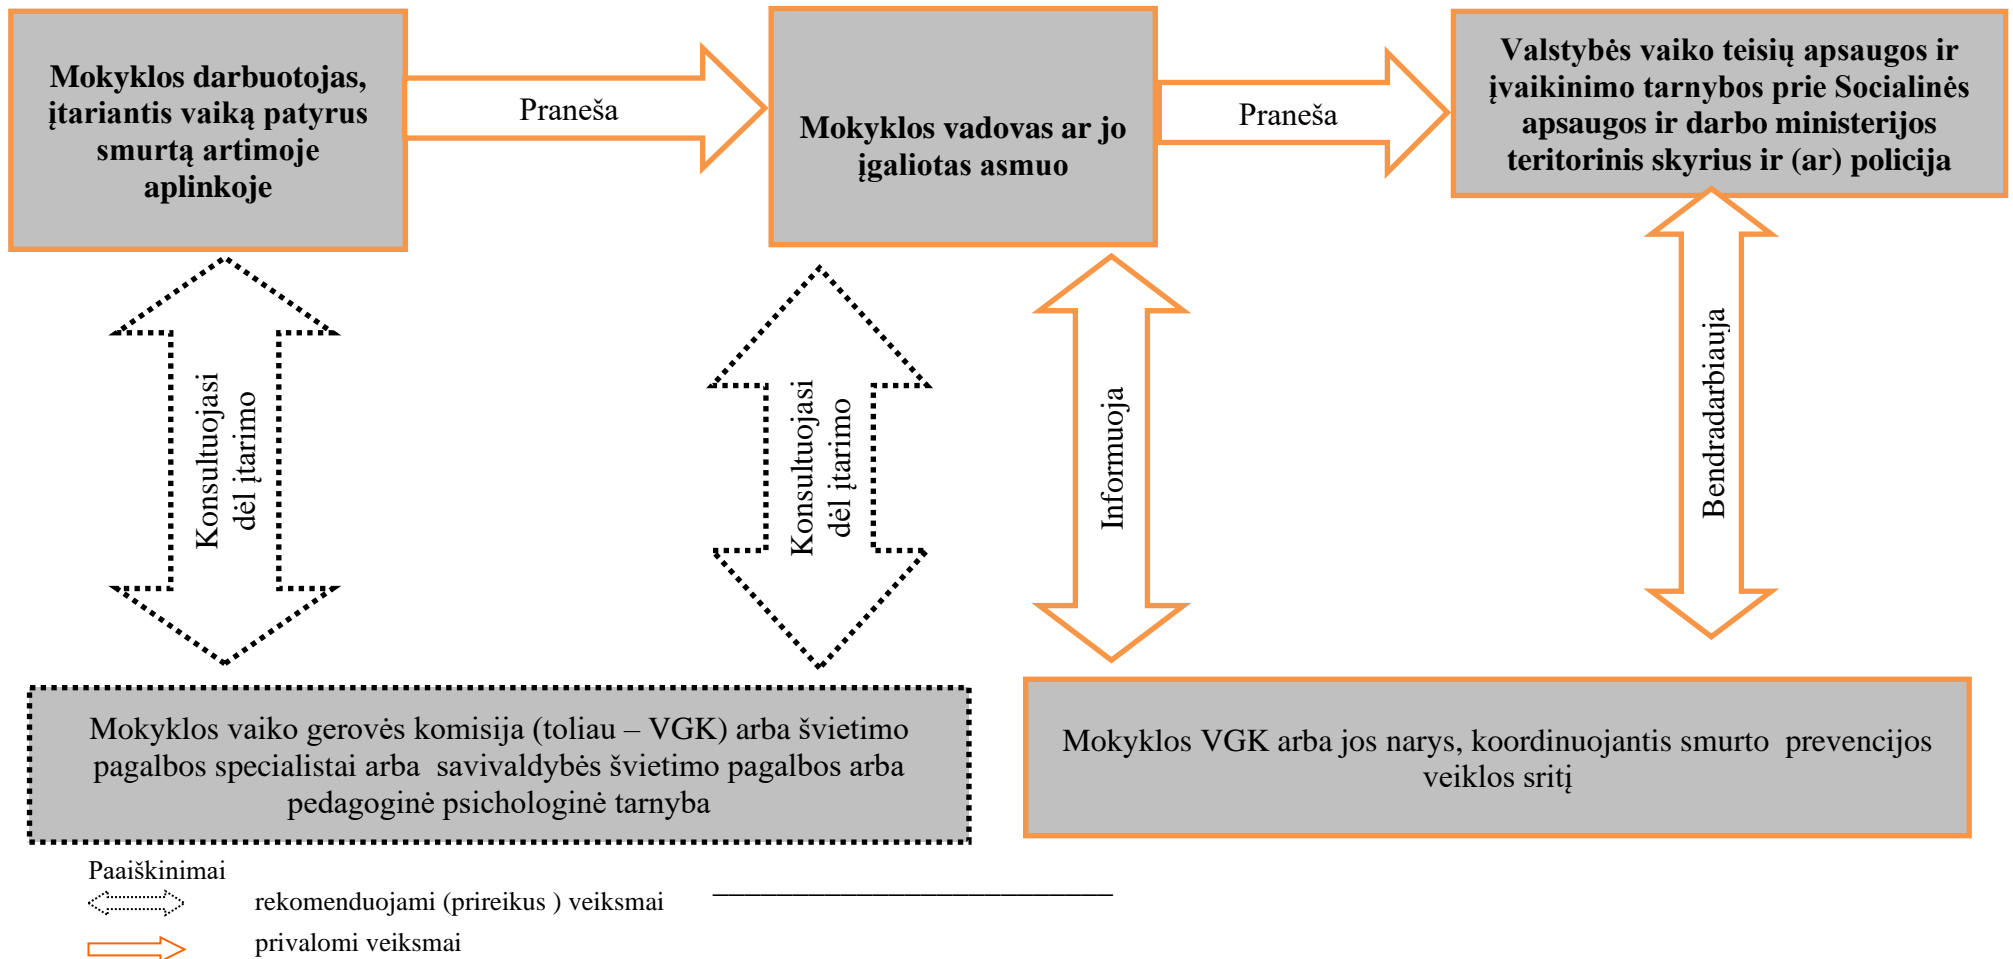 Mokyklos darbuotojas,
įtariantis vaiką patyrus
smurtą artimoje
aplinkoje
Praneša
Mokyklos vadovas ar jo
įgaliotas asmuo
Praneša
Valstybės vaiko teisių apsaugos ir
įvaikinimo tarnybos prie Socialinės
apsaugos ir darbo ministerijos
teritorinis skyrius ir (ar) policija
Konsultuojasi
dėl įtarimo
Konsultuojasi
dėl įtarimo
Informuoja
Bendradarbiauja
Mokyklos vaiko gerovės komisija (toliau – VGK) arba švietimo
pagalbos specialistai arba savivaldybės švietimo pagalbos arba
pedagoginė psichologinė tarnyba
Mokyklos VGK arba jos narys, koordinuojantis smurto prevencijos
veiklos sritį
Paaiškinimai
rekomenduojami (prireikus ) veiksmai
privalomi veiksmai